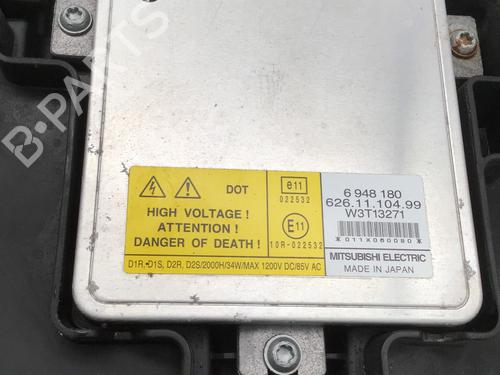 B-PARTS
DOT
e11
022532
HIGH VOLTAGE !
ATTENTION !
DANGER OF DEATH !
E11
10R-022532
D1R, D1S, D2R, D2S/2000H/34W/MAX 1200V DC/85V AC
6 948 180
626.11.104.99
W3T13271
*011X060090*
MITSUBISHI ELECTRIC
MADE IN JAPAN